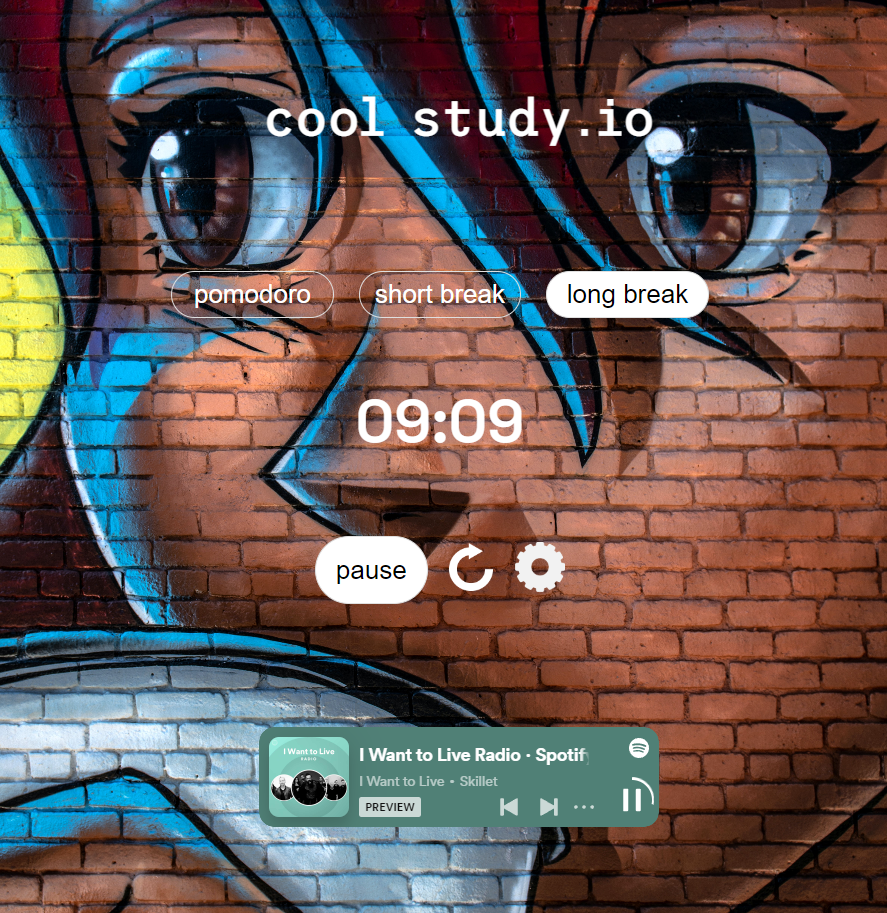 cool study.io
pomodoro short break long break
09:09
pause
I Want to Live
RADIO
I Want to Live Radio · Spotify
I Want to Live • Skillet
PREVIEW